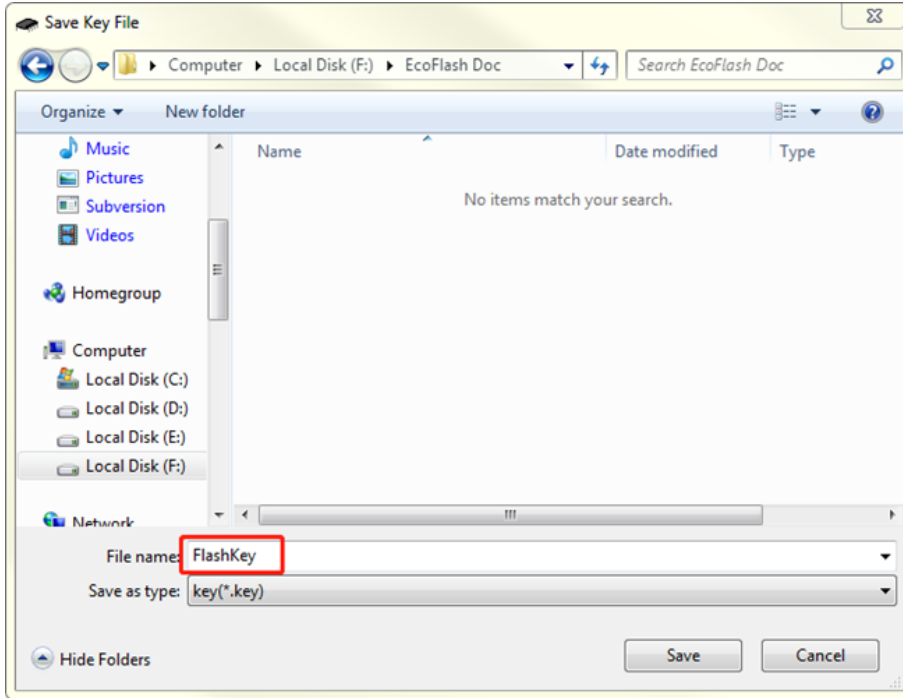 Save Key File
Computer Local Disk (F:) EcoFlash Doc Search EcoFlash Doc
Organize New folder
Music Name Date modified Type
Pictures No items match your search.
Subversion
Videos
Homegroup
Computer
Local Disk (C:)
Local Disk (D:)
Local Disk (E:)
Local Disk (F:)
Network
File name: FlashKey
Save as type: key(*.key)
Hide Folders Save Cancel